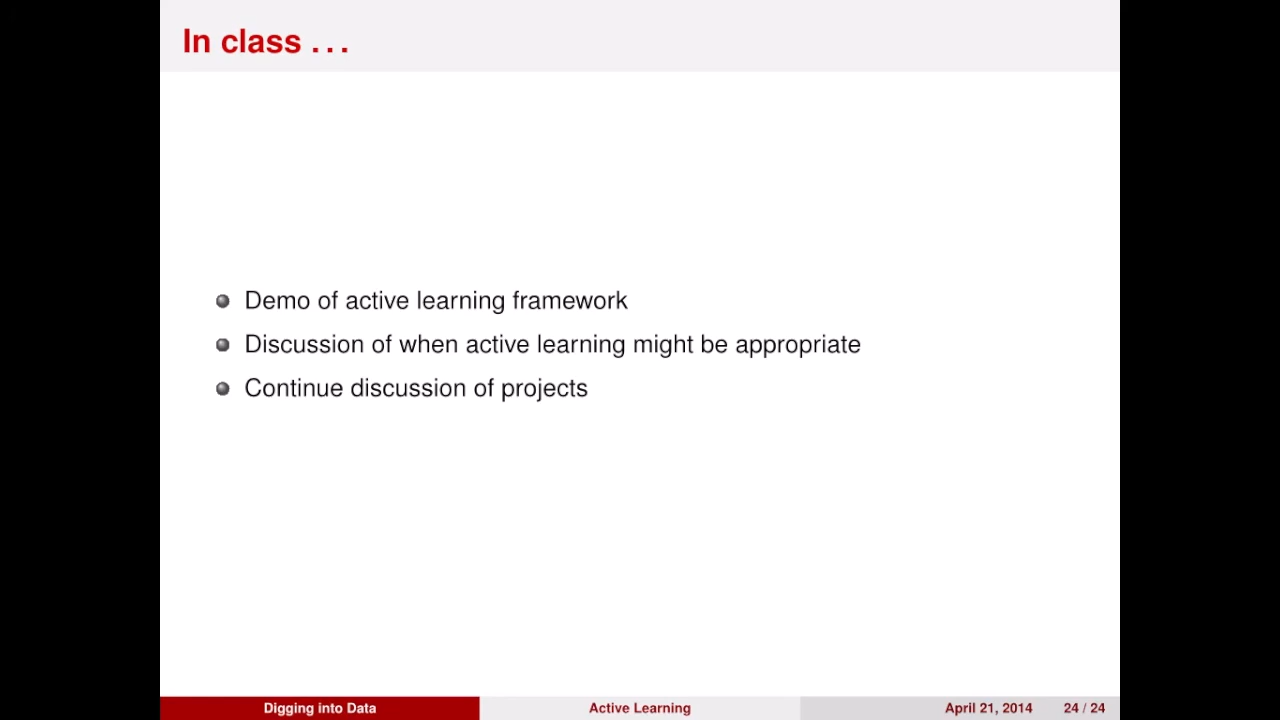 In class . . .
Demo of active learning framework
Discussion of when active learning might be appropriate
Continue discussion of projects
Digging into Data
Active Learning
April 21, 2014
24 / 24